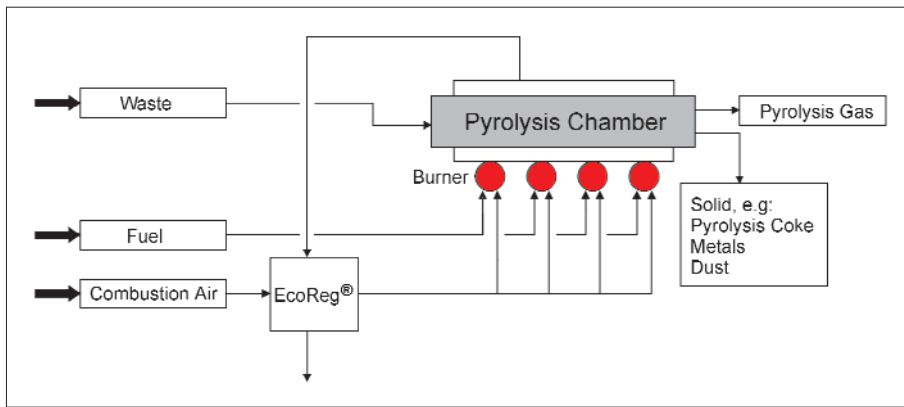 Waste
Pyrolysis Chamber
Pyrolysis Gas
Burner
Solid, e.g:
Pyrolysis Coke
Metals
Dust
Fuel
Combustion Air
EcoReg®